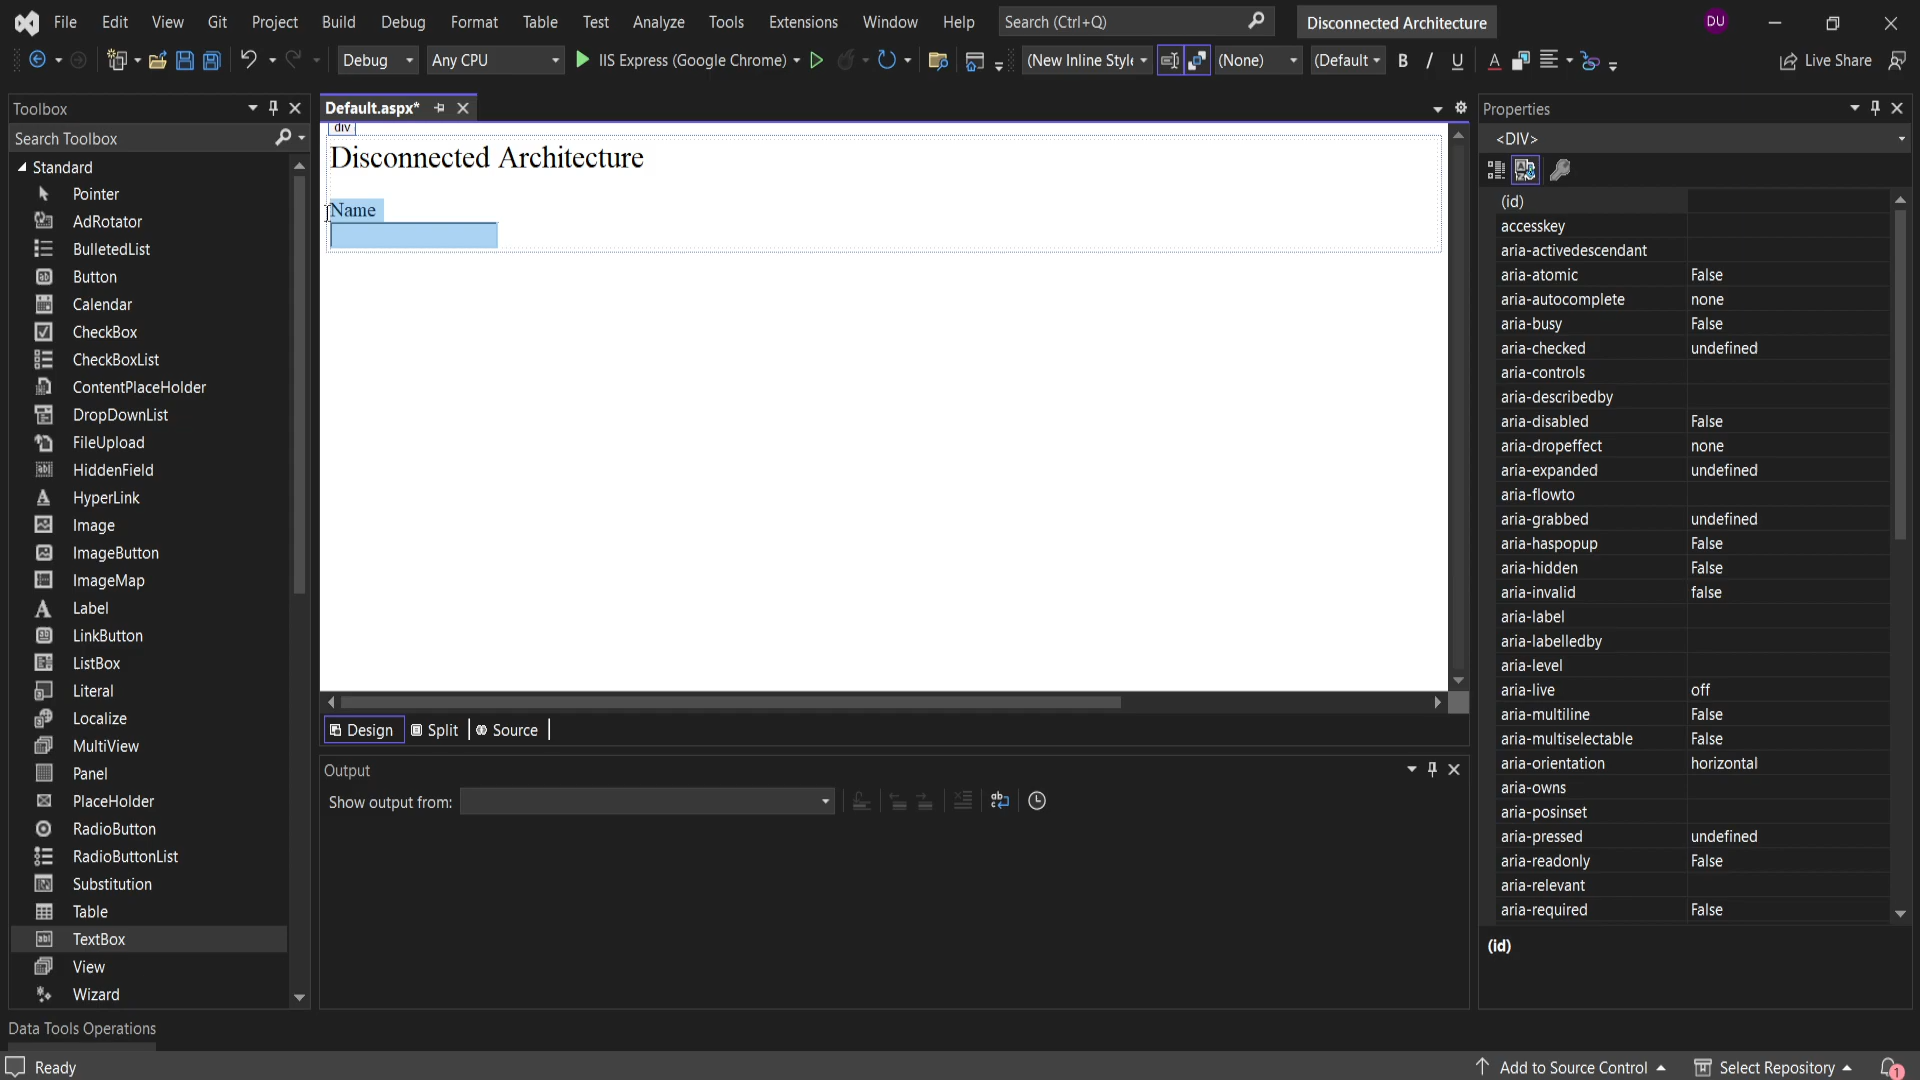 File Edit View Git Project Build Debug Format Table Test Analyze Tools Extensions Window Help Search (Ctrl+Q) Disconnected Architecture DU
Debug Any CPU IIS Express (Google Chrome) (New Inline Style (None) (Default B I U A Live Share
Toolbox
Search Toolbox
Standard
Pointer
AdRotator
BulletedList
Button
Calendar
CheckBox
CheckBoxList
ContentPlaceHolder
DropDownList
FileUpload
HiddenField
HyperLink
Image
ImageButton
ImageMap
Label
LinkButton
ListBox
Literal
Localize
MultiView
Panel
PlaceHolder
RadioButton
RadioButtonList
Substitution
Table
TextBox
View
Wizard
Data Tools Operations
Default.aspx*
div
Disconnected Architecture
Name
Design Split Source
Output
Show output from:
Properties
<DIV>
(id)
accesskey
aria-activedescendant
aria-atomic False
aria-autocomplete none
aria-busy False
aria-checked undefined
aria-controls
aria-describedby
aria-disabled False
aria-dropeffect none
aria-expanded undefined
aria-flowto
aria-grabbed undefined
aria-haspopup False
aria-hidden False
aria-invalid false
aria-label
aria-labelledby
aria-level
aria-live off
aria-multiline False
aria-multiselectable False
aria-orientation horizontal
aria-owns
aria-posinset
aria-pressed undefined
aria-readonly False
aria-relevant
aria-required False
(id)
Ready Add to Source Control Select Repository 1